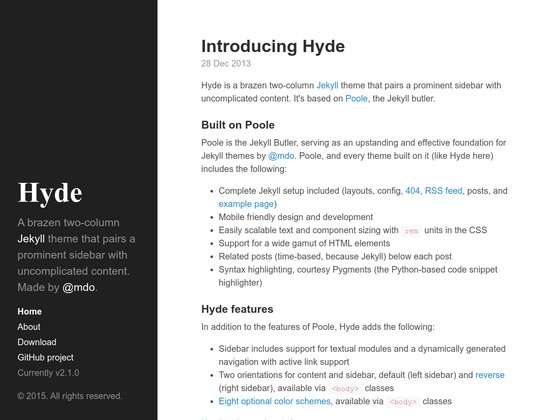 Hyde
A brazen two-column
Jekyll theme that pairs a
prominent sidebar with
uncomplicated content.
Made by @mdo.
Home
About
Download
GitHub project
Currently v2.1.0
© 2015. All rights reserved.
Introducing Hyde
28 Dec 2013
Hyde is a brazen two-column Jekyll theme that pairs a prominent sidebar with
uncomplicated content. It's based on Poole, the Jekyll butler.
Built on Poole
Poole is the Jekyll Butler, serving as an upstanding and effective foundation for
Jekyll themes by @mdo. Poole, and every theme built on it (like Hyde here)
includes the following:
• Complete Jekyll setup included (layouts, config, 404, RSS feed, posts, and
example page)
• Mobile friendly design and development
• Easily scalable text and component sizing with rem units in the CSS
• Support for a wide gamut of HTML elements
• Related posts (time-based, because Jekyll) below each post
• Syntax highlighting, courtesy Pygments (the Python-based code snippet
highlighter)
Hyde features
In addition to the features of Poole, Hyde adds the following:
• Sidebar includes support for textual modules and a dynamically generated
navigation with active link support
• Two orientations for content and sidebar, default (left sidebar) and reverse
(right sidebar), available via <body> classes
• Eight optional color schemes, available via <body> classes